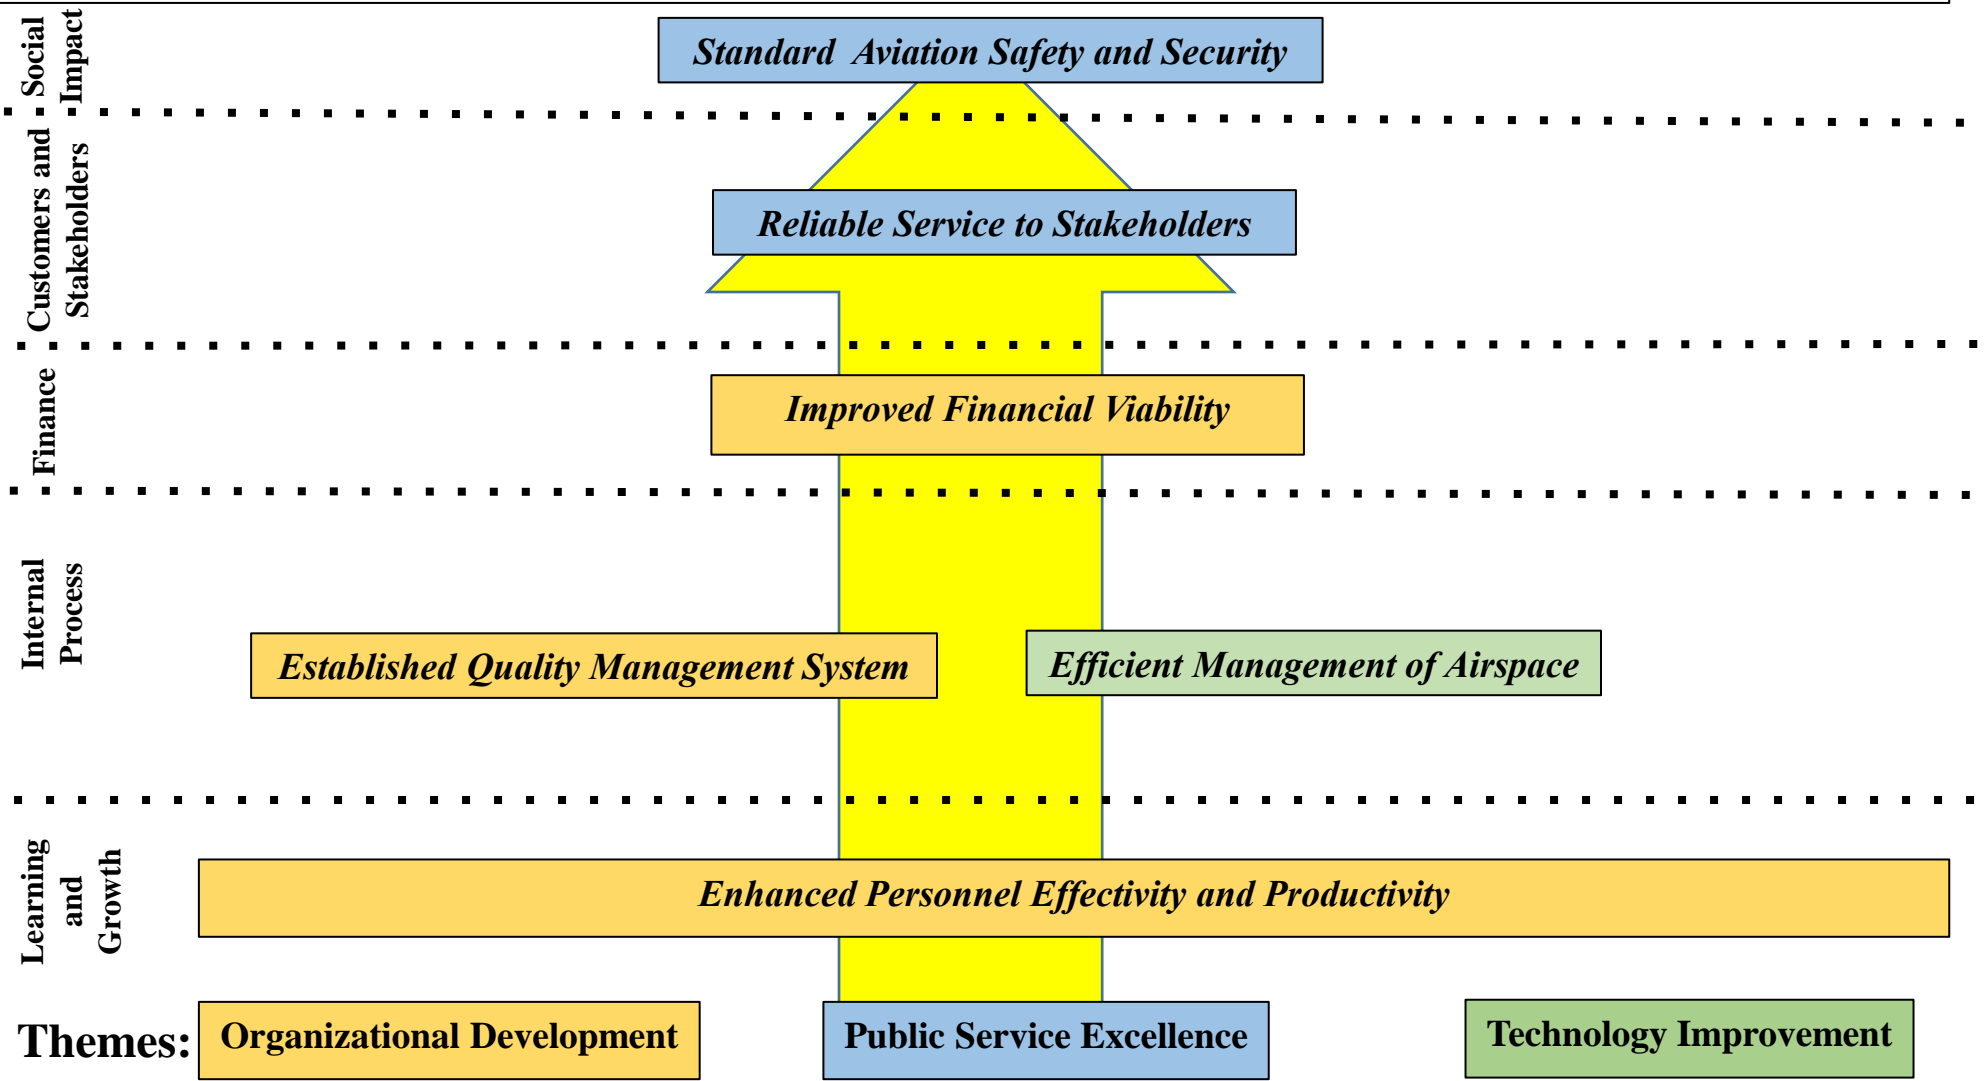 Social
Impact
Standard  Aviation Safety and Security
Customers and
Stakeholders
Reliable Service to Stakeholders
Finance
Improved Financial Viability
Internal
Process
Established Quality Management System
Efficient Management of Airspace
Learning
and
Growth
Enhanced Personnel Effectivity and Productivity
Themes:
Organizational Development
Public Service Excellence
Technology Improvement